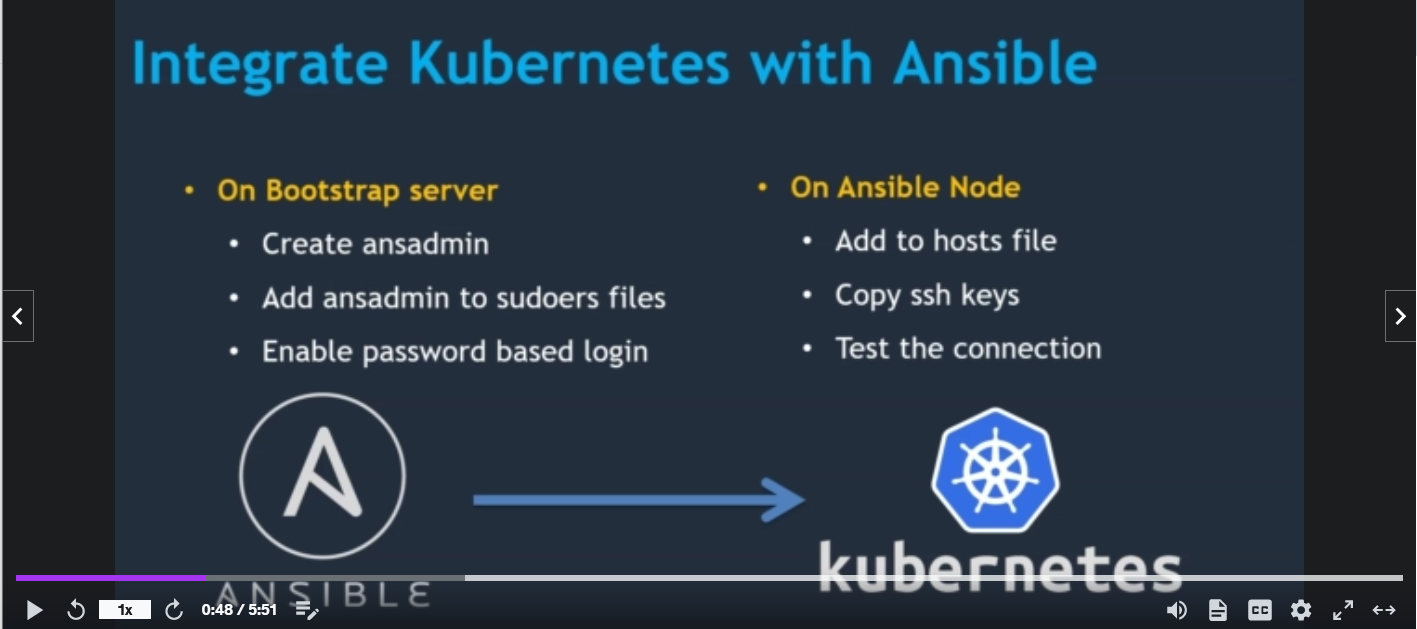 Integrate Kubernetes with Ansible
• On Bootstrap server
• Create ansadmin
• Add ansadmin to sudoers files
• Enable password based login
• On Ansible Node
• Add to hosts file
• Copy ssh keys
• Test the connection
ANSIBLE
kubernetes
1x
0:48 / 5:51
CC